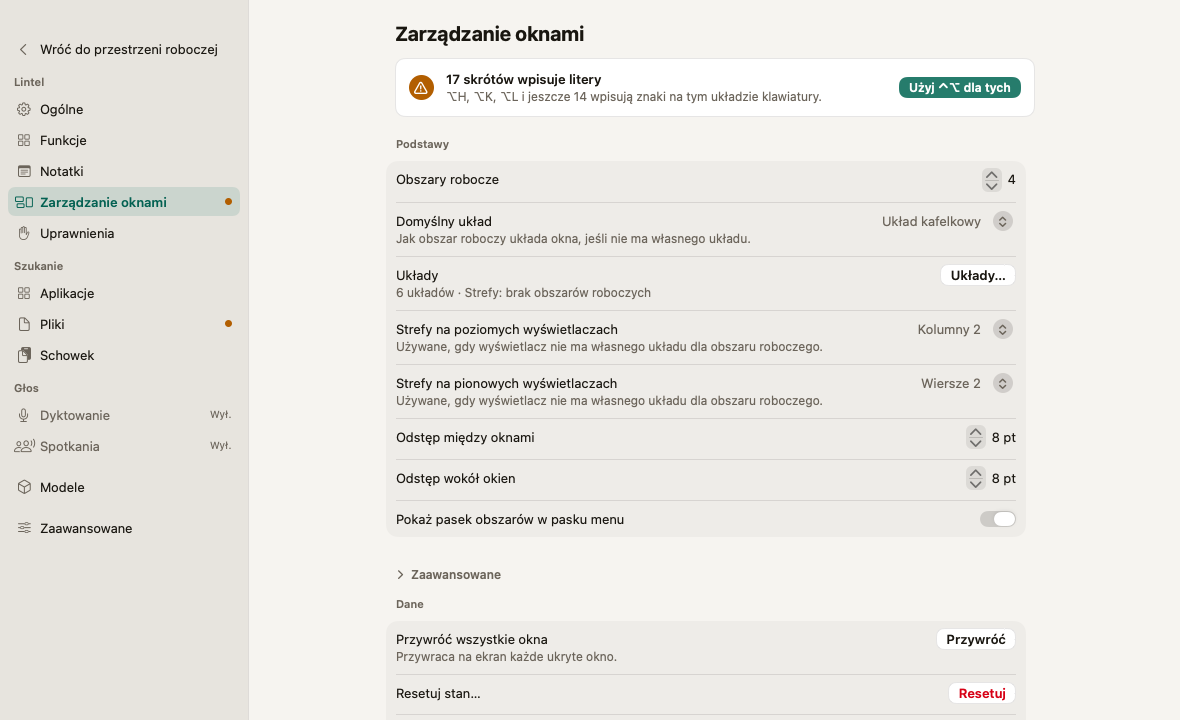 Wróć do przestrzeni roboczej
Lintel
Ogólne
Funkcje
Notatki
Zarządzanie oknami
Uprawnienia
Szukanie
Aplikacje
Pliki
Schowek
Głos
Dyktowanie Wył.
Spotkania Wył.
Modele
Zaawansowane
Zarządzanie oknami
17 skrótów wpisuje litery
⌥H, ⌥K, ⌥L i jeszcze 14 wpisują znaki na tym układzie klawiatury.
Użyj ⌃⌥ dla tych
Podstawy
Obszary robocze 4
Domyślny układ Układ kafelkowy
Jak obszar roboczy układa okna, jeśli nie ma własnego układu.
Układy Układy...
6 układów · Strefy: brak obszarów roboczych
Strefy na poziomych wyświetlaczach Kolumny 2
Używane, gdy wyświetlacz nie ma własnego układu dla obszaru roboczego.
Strefy na pionowych wyświetlaczach Wiersze 2
Używane, gdy wyświetlacz nie ma własnego układu dla obszaru roboczego.
Odstęp między oknami 8 pt
Odstęp wokół okien 8 pt
Pokaż pasek obszarów w pasku menu
Zaawansowane
Dane
Przywróć wszystkie okna Przywróć
Przywraca na ekran każde ukryte okno.
Resetuj stan... Resetuj